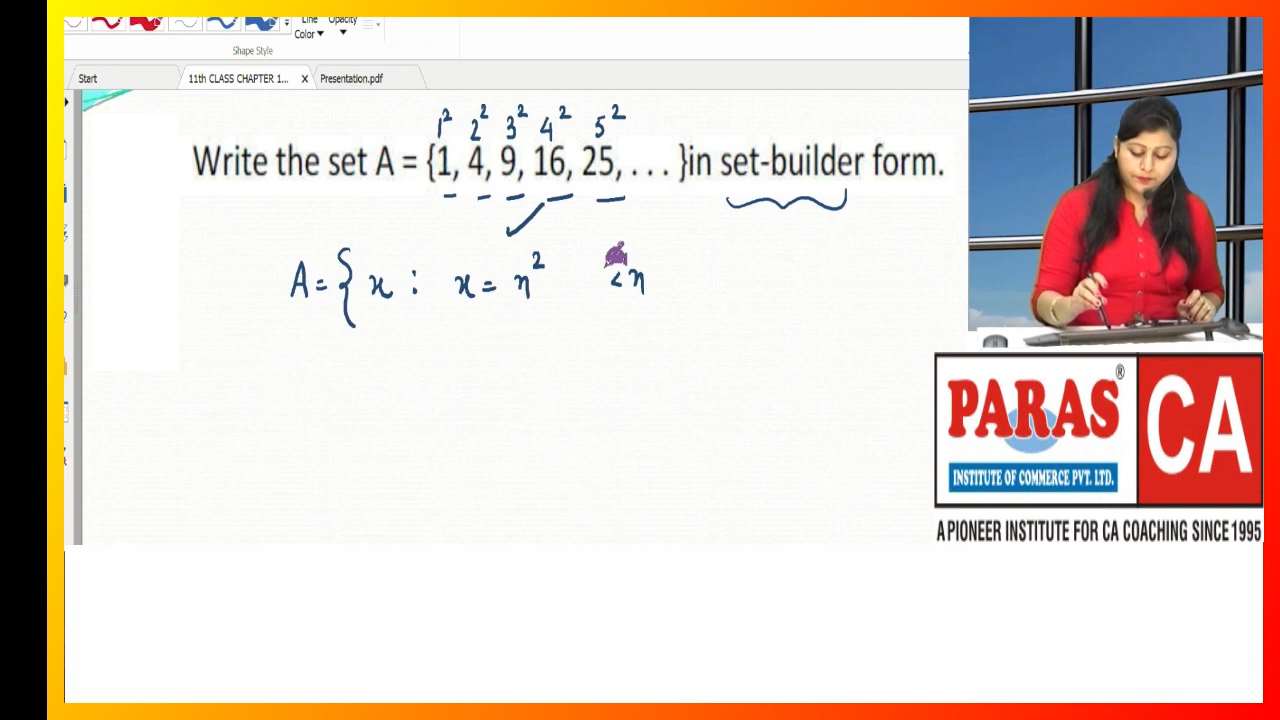 Line
Color
Opacity
Shape Style
Start
11th CLASS CHAPTER 1... X
Presentation.pdf
1² 2² 3² 4² 5²
Write the set A = {1, 4, 9, 16, 25, . . . }in set-builder form.
A = { x : x = n² < n
PARAS®
INSTITUTE OF COMMERCE PVT. LTD.
CA
A PIONEER INSTITUTE FOR CA COACHING SINCE 1995